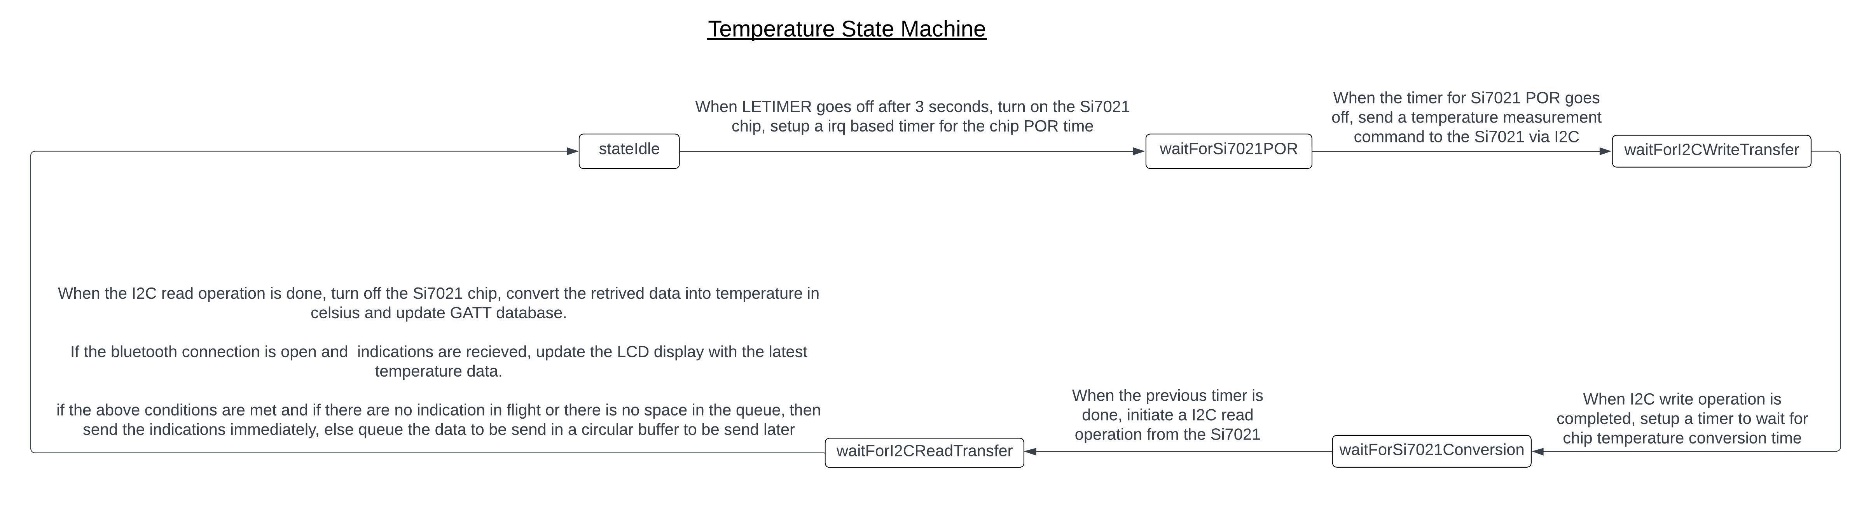 Temperature State Machine
When LETIMER goes off after 3 seconds, turn on the Si7021
chip, setup a irq based timer for the chip POR time
When the timer for Si7021 POR goes
off, send a temperature measurement
command to the Si7021 via I2C
stateIdle
waitForSi7021POR
waitForI2CWriteTransfer
When the I2C read operation is done, turn off the Si7021 chip, convert the retrived data into temperature in
celsius and update GATT database.
If the bluetooth connection is open and  indications are recieved, update the LCD display with the latest
temperature data.
if the above conditions are met and if there are no indication in flight or there is no space in the queue, then
send the indications immediately, else queue the data to be send in a circular buffer to be send later
When the previous timer is
done, initiate a I2C read
operation from the Si7021
When I2C write operation is
completed, setup a timer to wait for
chip temperature conversion time
waitForI2CReadTransfer
waitForSi7021Conversion